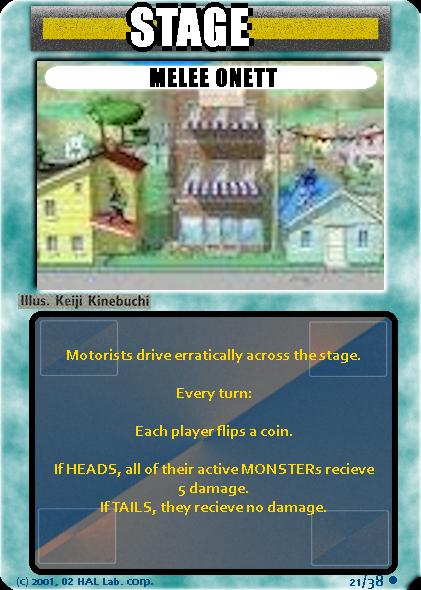 STAGE
MELEE ONETT
Illus. Keiji Kinebuchi
Motorists drive erratically across the stage.
Every turn:
Each player flips a coin.
If HEADS, all of their active MONSTERs recieve
5 damage.
If TAILS, they recieve no damage.
(c) 2001, 02 HAL Lab. corp.
21/38 ●